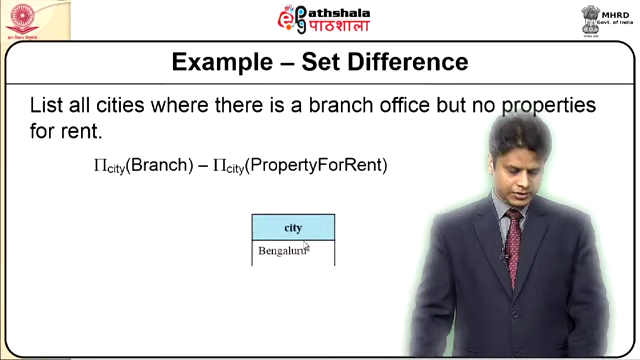 Pathshala
पाठशाला
MHRD
Govt. of India
Example – Set Difference
List all cities where there is a branch office but no properties
for rent.
Πcity(Branch) – Πcity(PropertyForRent)
city
Bengaluru